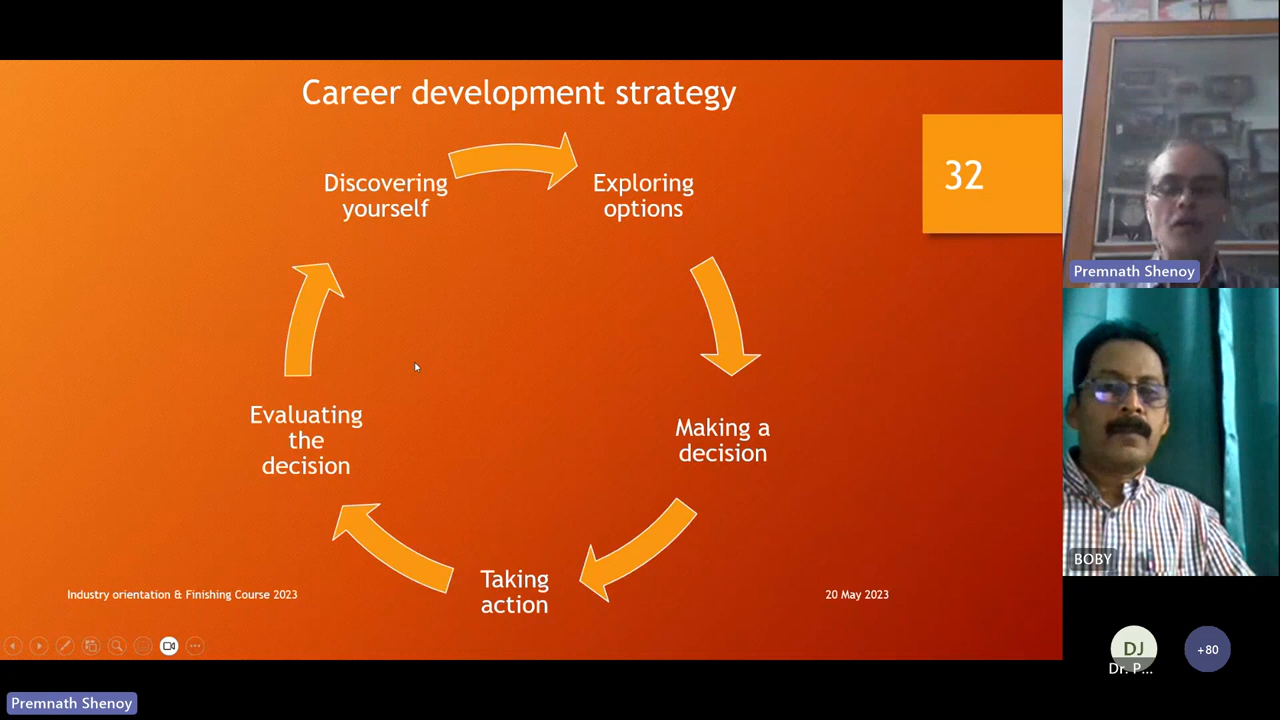 Career development strategy
Discovering
yourself
Exploring
options
32
Making a
decision
Taking
action
Evaluating
the
decision
Industry orientation & Finishing Course 2023
20 May 2023
Premnath Shenoy
Premnath Shenoy
BOBY
DJ
Dr. P...
+80